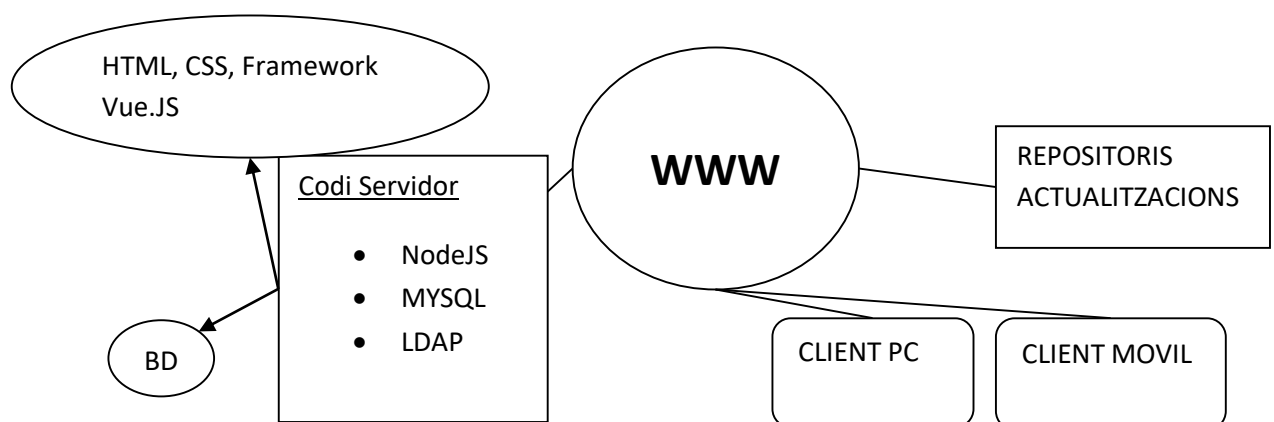 HTML, CSS, Framework
Vue.JS
Codi Servidor
• NodeJS
• MYSQL
• LDAP
BD
WWW
REPOSITORIS
ACTUALITZACIONS
CLIENT PC
CLIENT MOVIL